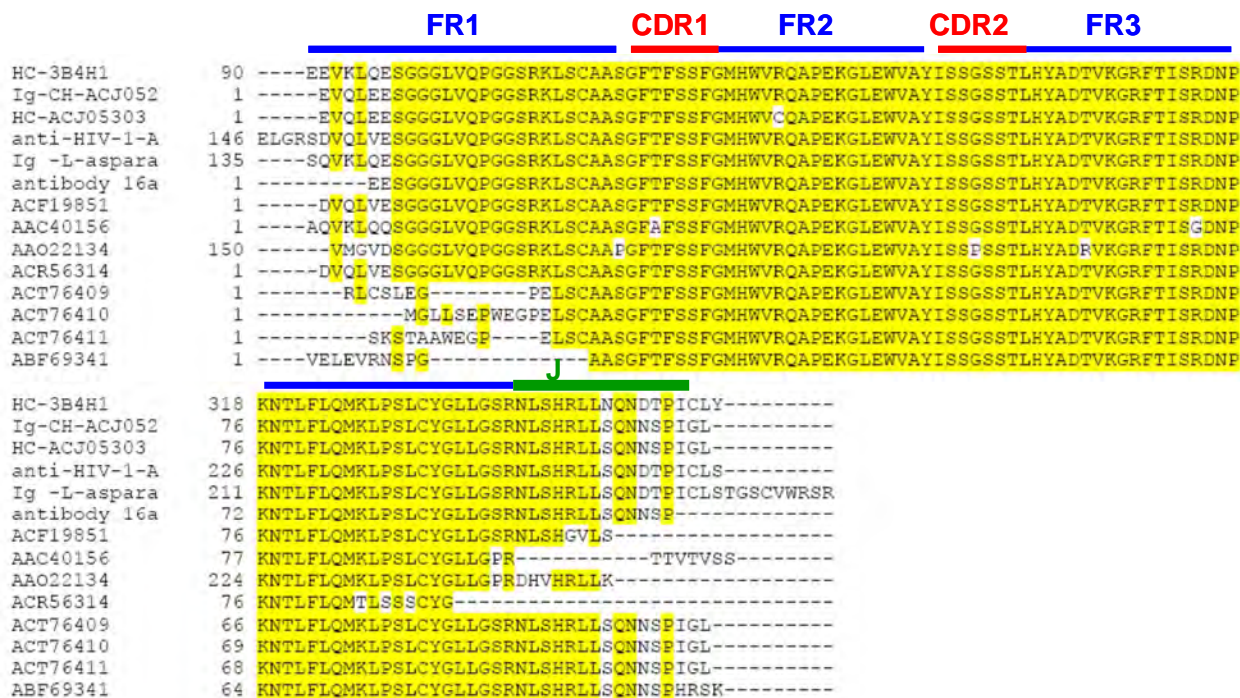 FR1 CDR1 FR2 CDR2 FR3
HC-3B4H1 90 ----EEVKLQESGGGLVQPGGSRKLSCAASGFTFSSFGMHWVRQAPEKGLEWVAYISSGSSTLHYADTVKGRFTISRDNP
Ig-CH-ACJ052 1 -----EVQLEESGGGLVQPGGSRKLSCAASGFTFSSFGMHWVRQAPEKGLEWVAYISSGSSTLHYADTVKGRFTISRDNP
HC-ACJ05303 1 -----EVQLEESGGGLVQPGGSRKLSCAASGFTFSSFGMHWVCQAPEKGLEWVAYISSGSSTLHYADTVKGRFTISRDNP
anti-HIV-1-A 146 ELGRSDVQLVESGGGLVQPGGSRKLSCAASGFTFSSFGMHWVRQAPEKGLEWVAYISSGSSTLHYADTVKGRFTISRDNP
Ig -L-aspara 135 ----SQVKLQESGGGLVQPGGSRKLSCAASGFTFSSFGMHWVRQAPEKGLEWVAYISSGSSTLHYADTVKGRFTISRDNP
antibody 16a 1 ---------EESGGGLVQPGGSRKLSCAASGFTFSSFGMHWVRQAPEKGLEWVAYISSGSSTLHYADTVKGRFTISRDNP
ACF19851 1 -----DVQLVESGGGLVQPGGSRKLSCAASGFTFSSFGMHWVRQAPEKGLEWVAYISSGSSTLHYADTVKGRFTISRDNP
AAC40156 1 ----AQVKLQQSGGGLVQPGGSRKLSCAASGFAFSSFGMHWVRQAPEKGLEWVAYISSGSSTLHYADTVKGRFTISGDNP
AAO22134 150 ------VMGVDSGGGLVQPGGSRKLSCAAPGFTFSSFGMHWVRQAPEKGLEWVAYISSPSSTLHYADRVKGRFTISRDNP
ACR56314 1 -----DVQLVESGGGLVQPGGSRKLSCAASGFTFSSFGMHWVRQAPEKGLEWVAYISSGSSTLHYADTVKGRFTISRDNP
ACT76409 1 -------RLCSLEG--------PELSCAASGFTFSSFGMHWVRQAPEKGLEWVAYISSGSSTLHYADTVKGRFTISRDNP
ACT76410 1 ------------MGLLSEPWEGPELSCAASGFTFSSFGMHWVRQAPEKGLEWVAYISSGSSTLHYADTVKGRFTISRDNP
ACT76411 1 ---------SKSTAAWEGP----ELSCAASGFTFSSFGMHWVRQAPEKGLEWVAYISSGSSTLHYADTVKGRFTISRDNP
ABF69341 1 ----VELEVRNSPG-------------AASGFTFSSFGMHWVRQAPEKGLEWVAYISSGSSTLHYADTVKGRFTISRDNP
J
HC-3B4H1 318 KNTLFLQMKLPSLCYGLLGSRNLSHRLLNQNDTPICLY---------
Ig-CH-ACJ052 76 KNTLFLQMKLPSLCYGLLGSRNLSHRLLSQNNSPIGL----------
HC-ACJ05303 76 KNTLFLQMKLPSLCYGLLGSRNLSHRLLSQNNSPIGL----------
anti-HIV-1-A 226 KNTLFLQMKLPSLCYGLLGSRNLSHRLLSQNDTPICLS---------
Ig -L-aspara 211 KNTLFLQMKLPSLCYGLLGSRNLSHRLLSQNDTPICLSTGSCVWRSR
antibody 16a 72 KNTLFLQMKLPSLCYGLLGSRNLSHRLLSQNNSP-------------
ACF19851 76 KNTLFLQMKLPSLCYGLLGSRNLSHGVLS------------------
AAC40156 77 KNTLFLQMKLPSLCYGLLGPR-----------TTVTVSS--------
AAO22134 224 KNTLFLQMKLPSLCYGLLGPRDHVHRLLK------------------
ACR56314 76 KNTLFLQMTLSSSCYG-------------------------------
ACT76409 66 KNTLFLQMKLPSLCYGLLGSRNLSHRLLSQNNSPIGL----------
ACT76410 69 KNTLFLQMKLPSLCYGLLGSRNLSHRLLSQNNSPIGL----------
ACT76411 68 KNTLFLQMKLPSLCYGLLGSRNLSHRLLSQNNSPIGL----------
ABF69341 64 KNTLFLQMKLPSLCYGLLGSRNLSHRLLSQNNSPHRSK---------